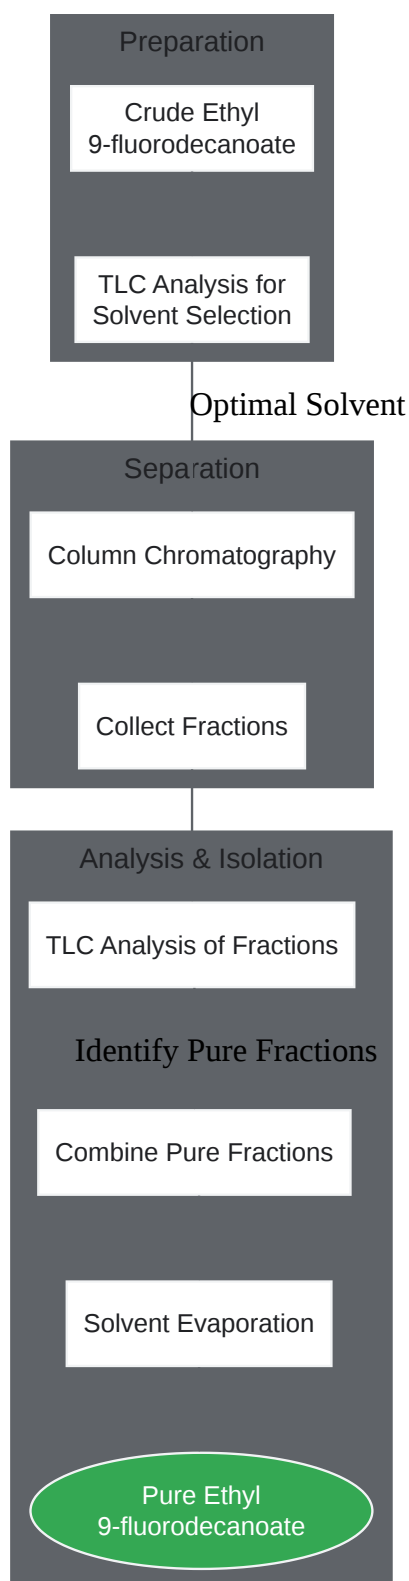 Preparation
Crude Ethyl
9-fluorodecanoate
TLC Analysis for
Solvent Selection
Optimal Solvent
Separation
Column Chromatography
Collect Fractions
Analysis & Isolation
TLC Analysis of Fractions
Identify Pure Fractions
Combine Pure Fractions
Solvent Evaporation
Pure Ethyl
9-fluorodecanoate